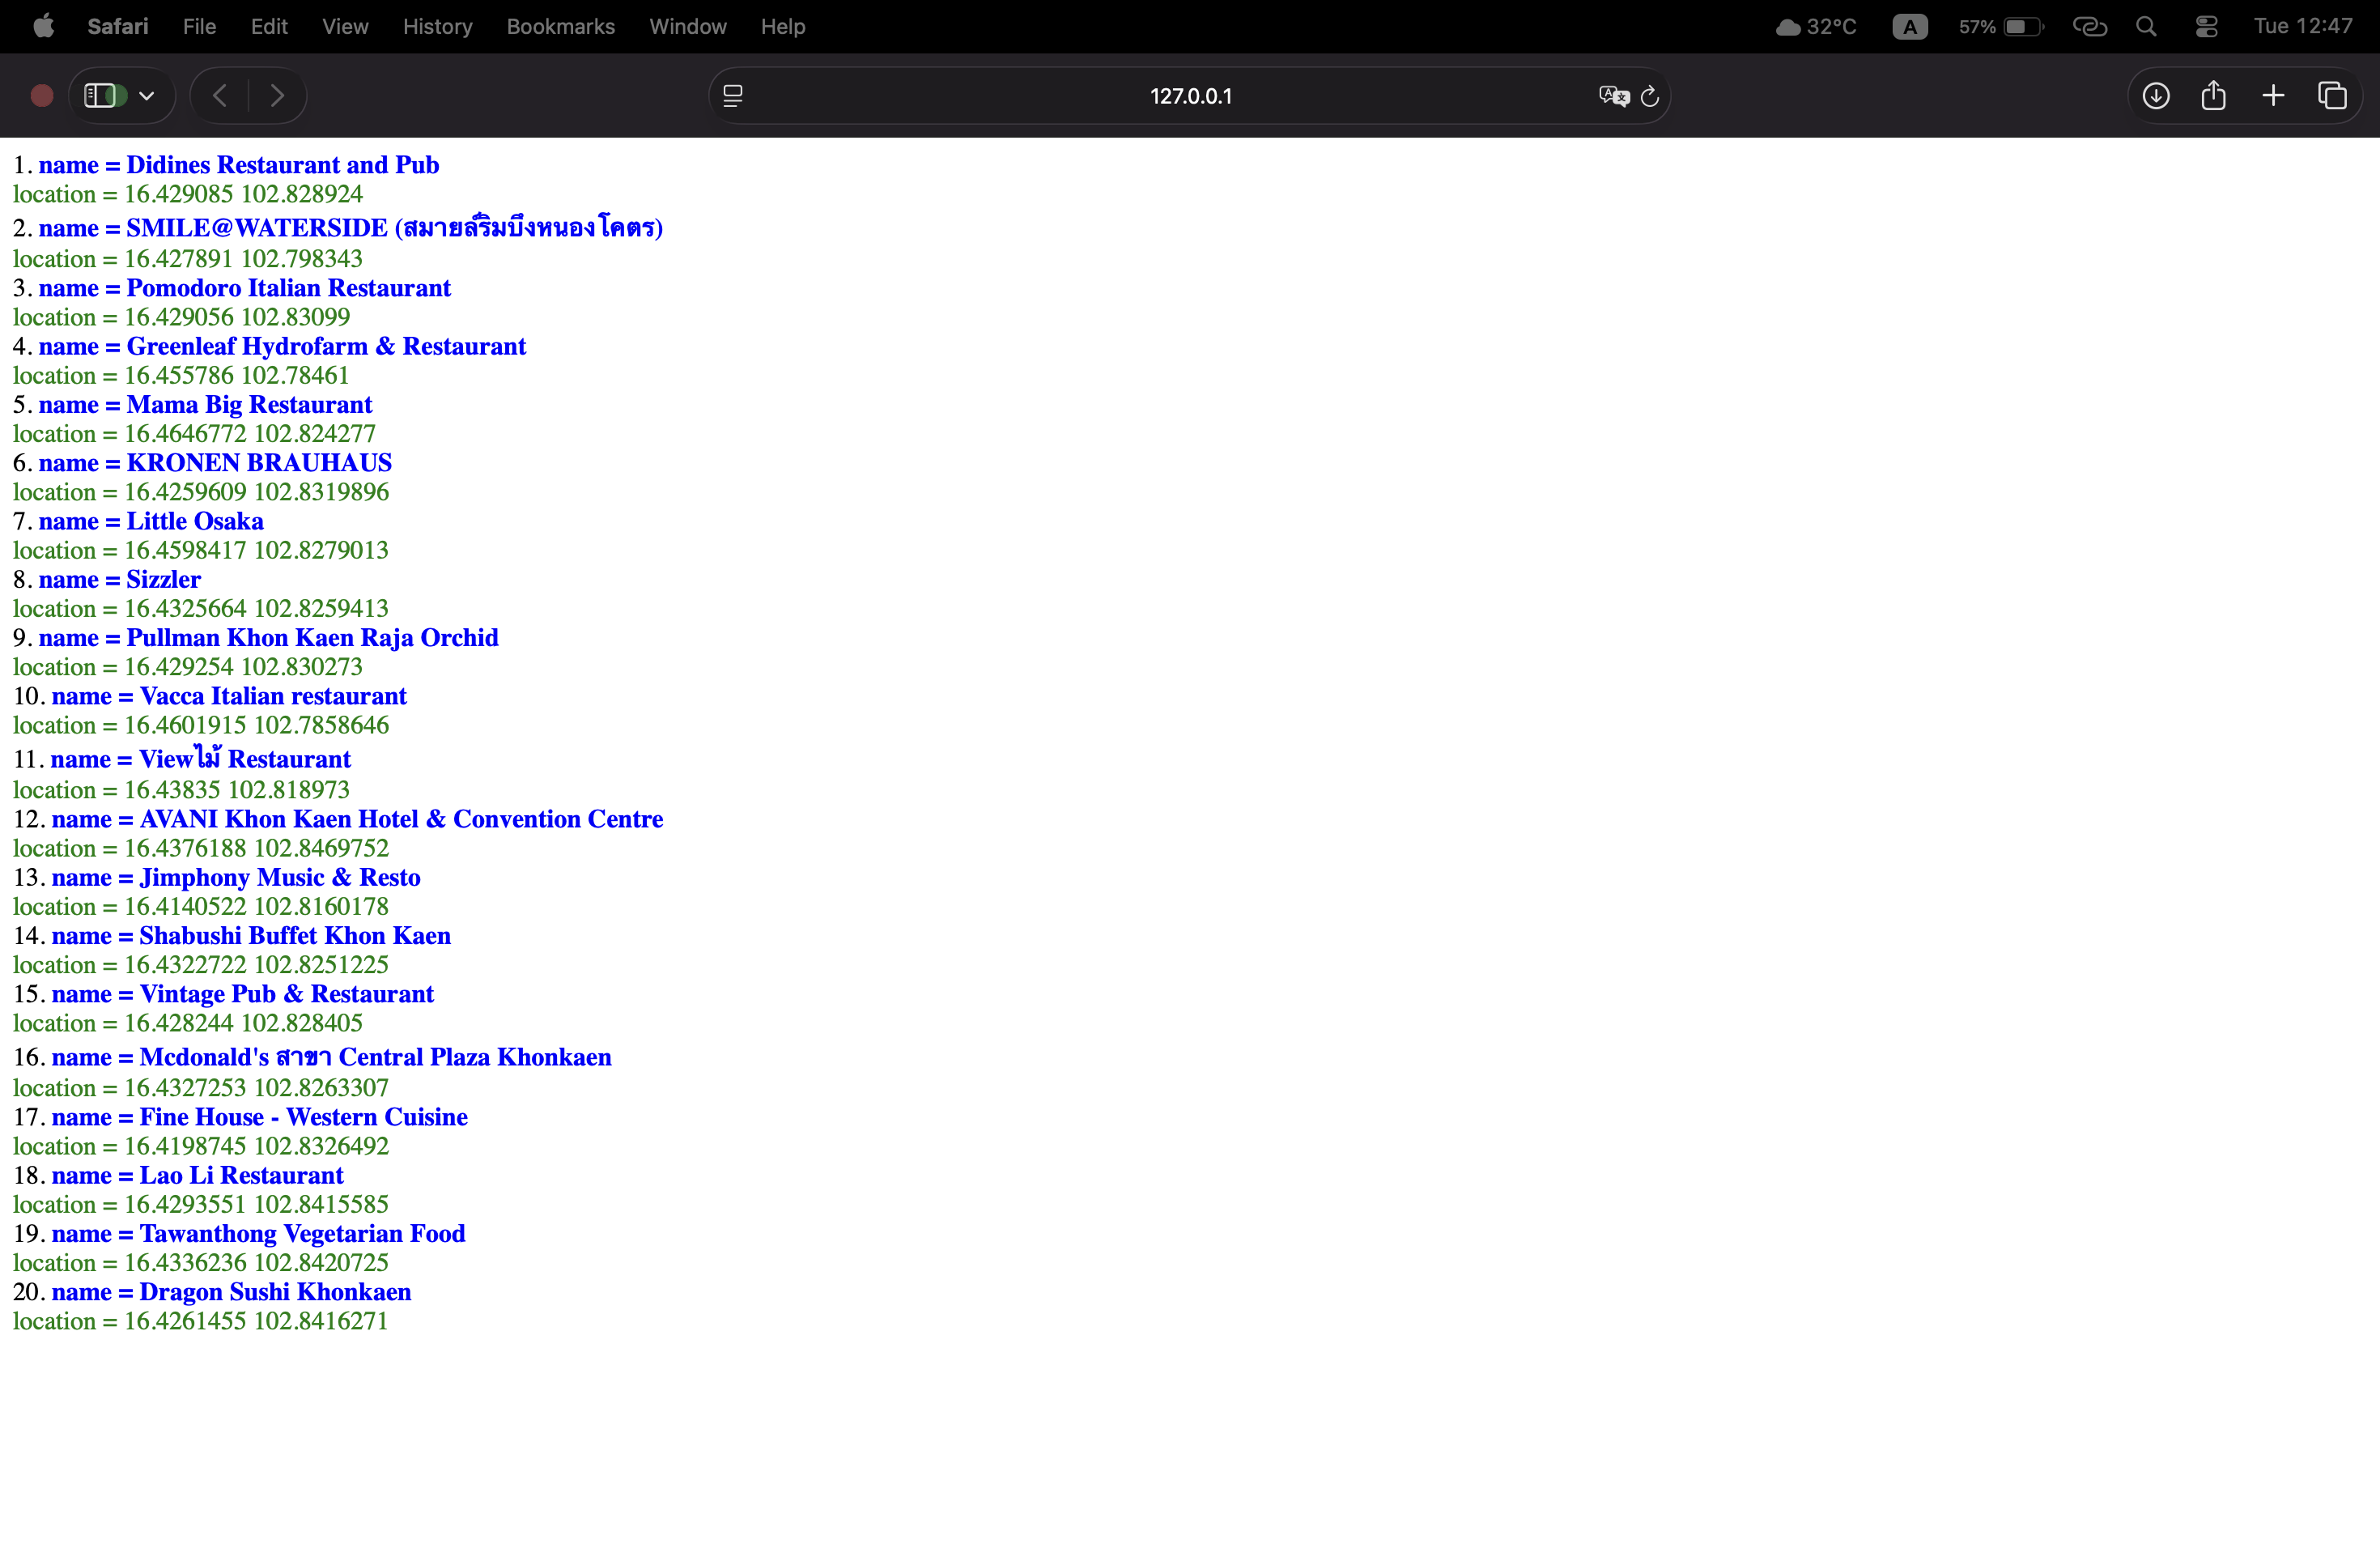 Safari File Edit View History Bookmarks Window Help 32°C A 57% Tue 12:47
127.0.0.1
1. name = Didines Restaurant and Pub
location = 16.429085 102.828924
2. name = SMILE@WATERSIDE (สมายล์ริมบึงหนองโคตร)
location = 16.427891 102.798343
3. name = Pomodoro Italian Restaurant
location = 16.429056 102.83099
4. name = Greenleaf Hydrofarm & Restaurant
location = 16.455786 102.78461
5. name = Mama Big Restaurant
location = 16.4646772 102.824277
6. name = KRONEN BRAUHAUS
location = 16.4259609 102.8319896
7. name = Little Osaka
location = 16.4598417 102.8279013
8. name = Sizzler
location = 16.4325664 102.8259413
9. name = Pullman Khon Kaen Raja Orchid
location = 16.429254 102.830273
10. name = Vacca Italian restaurant
location = 16.4601915 102.7858646
11. name = Viewไม้ Restaurant
location = 16.43835 102.818973
12. name = AVANI Khon Kaen Hotel & Convention Centre
location = 16.4376188 102.8469752
13. name = Jimphony Music & Resto
location = 16.4140522 102.8160178
14. name = Shabushi Buffet Khon Kaen
location = 16.4322722 102.8251225
15. name = Vintage Pub & Restaurant
location = 16.428244 102.828405
16. name = Mcdonald's สาขา Central Plaza Khonkaen
location = 16.4327253 102.8263307
17. name = Fine House - Western Cuisine
location = 16.4198745 102.8326492
18. name = Lao Li Restaurant
location = 16.4293551 102.8415585
19. name = Tawanthong Vegetarian Food
location = 16.4336236 102.8420725
20. name = Dragon Sushi Khonkaen
location = 16.4261455 102.8416271